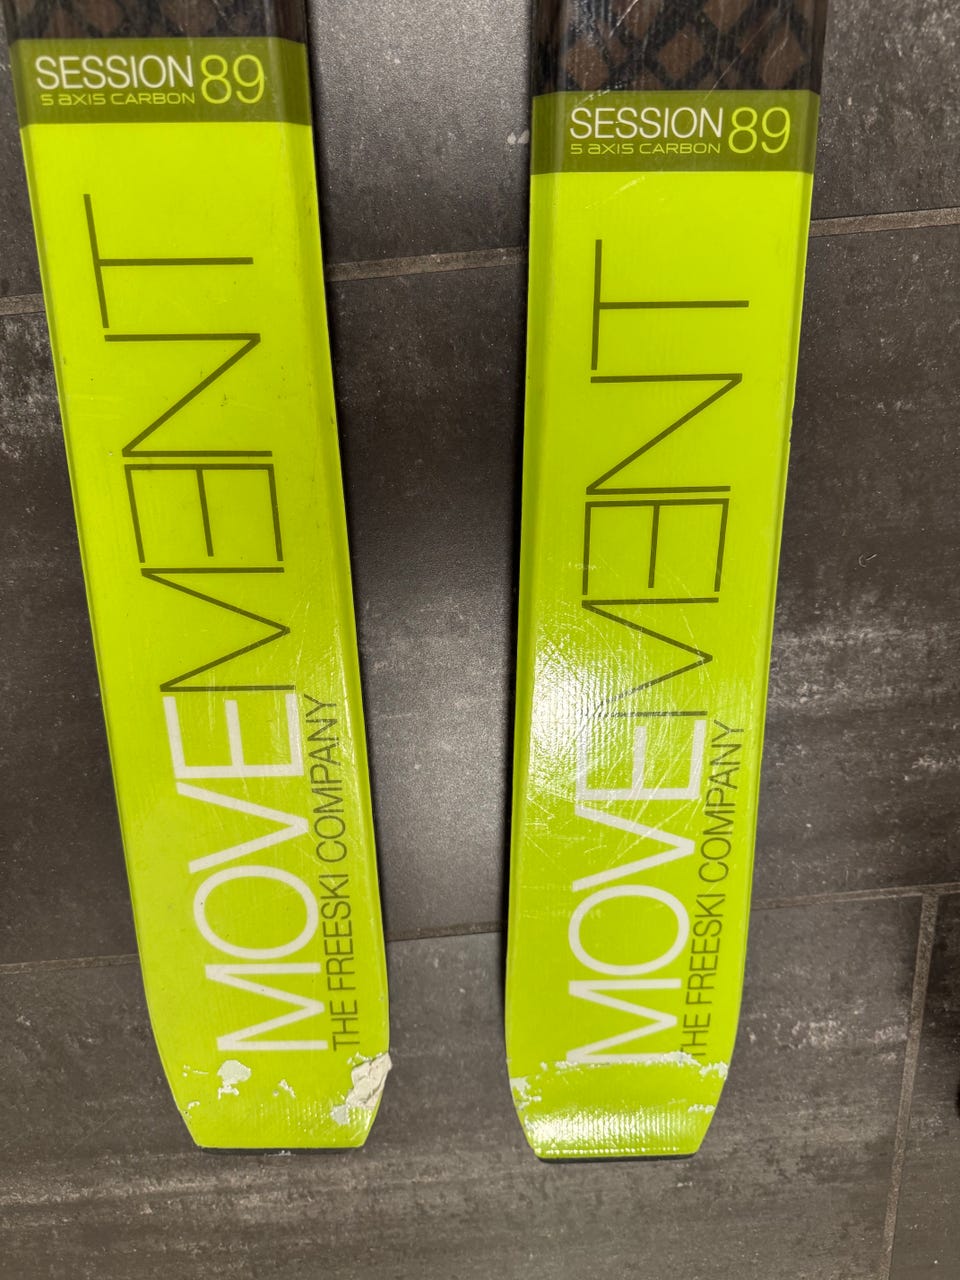 SESSION 89
5 aXIS CARBON
MOVEMENT
THE FREESKI COMPANY
SESSION 89
5 aXIS CARBON
MOVEMENT
THE FREESKI COMPANY